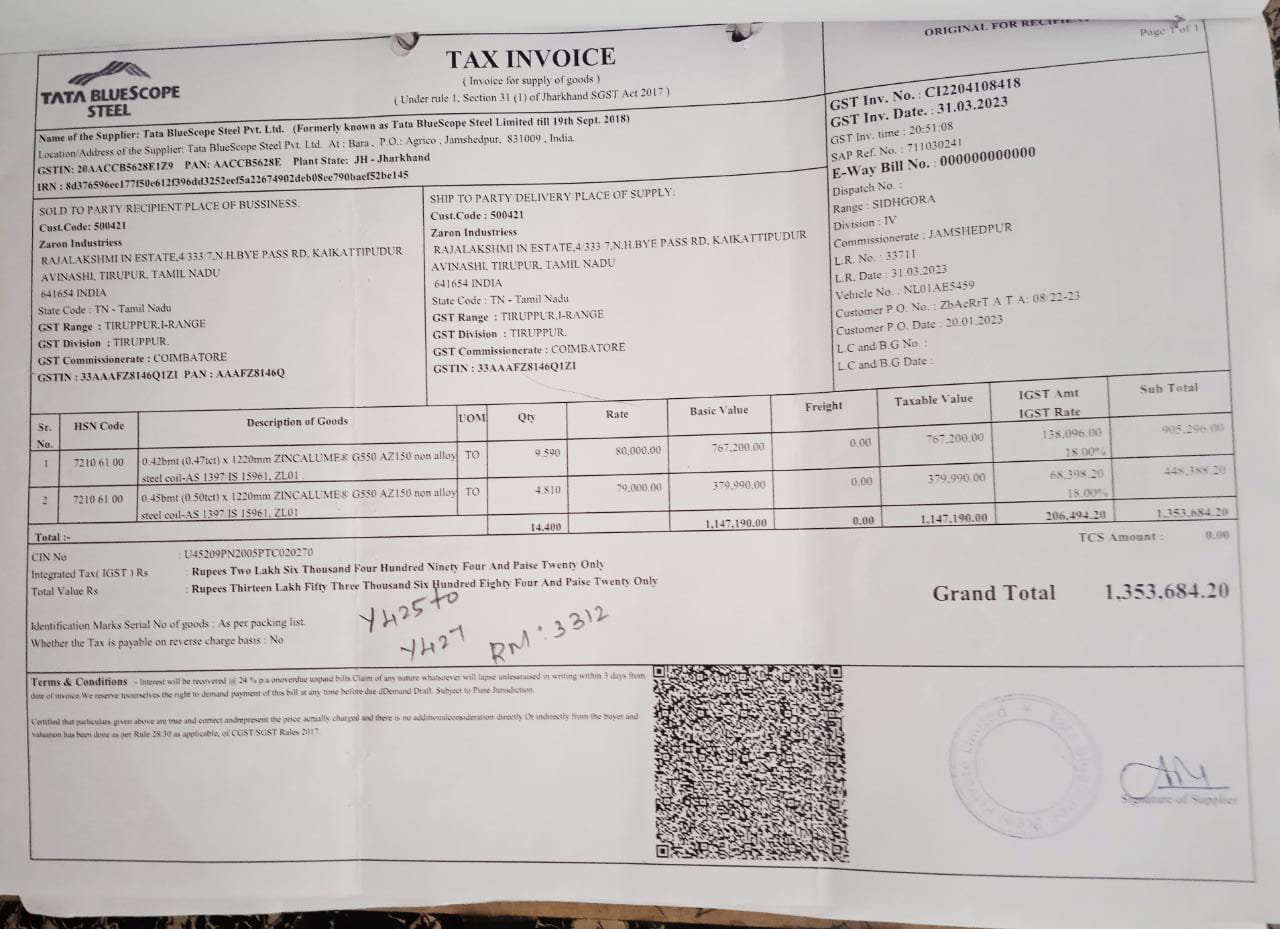 ORIGINAL FOR
Page 1 of 1
TATA BLUESCOPE
STEEL
TAX INVOICE
( Invoice for supply of goods )
( Under rule 1, Section 31 (1) of Jharkhand SGST Act 2017 )
Name of the Supplier: Tata BlueScope Steel Pvt. Ltd. (Formerly known as Tata BlueScope Steel Limited till 19th Sept. 2018)
Location/Address of the Supplier: Tata BlueScope Steel Pvt. Ltd. At : Bara , P.O.: Agrico , Jamshedpur, 831009 , India.
GSTIN: 20AACCB5628E1Z9 PAN: AACCB5628E Plant State: JH - Jharkhand
IRN : 8d376596ee177f50e612f396dd3252eef5a22674902deb08ee790baef52be145
GST Inv. No. : CI2204108418
GST Inv. Date. : 31.03.2023
GST Inv. time : 20:51:08
SAP Ref. No. : 711030241
E-Way Bill No. : 000000000000
Dispatch No. :
Range : SIDHGORA
Division : IV
Commissionerate : JAMSHEDPUR
L.R. No. : 33711
L.R. Date : 31.03.2023
Vehicle No. : NL01AE5459
Customer P.O. No. : ZbAcRrT A T A: 08/22-23
Customer P.O. Date : 20.01.2023
L.C and B.G No. :
L.C and B.G Date :
SOLD TO PARTY/RECIPIENT PLACE OF BUSSINESS.
Cust.Code: 500421
Zaron Industriess
RAJALAKSHMI IN ESTATE,4/333/7,N.H.BYE PASS RD, KAIKATTIPUDUR
AVINASHI, TIRUPUR, TAMIL NADU
641654 INDIA
State Code : TN - Tamil Nadu
GST Range : TIRUPPUR.I-RANGE
GST Division : TIRUPPUR.
GST Commissionerate : COIMBATORE
GSTIN : 33AAAFZ8146Q1Z1 PAN : AAAFZ8146Q
SHIP TO PARTY/DELIVERY PLACE OF SUPPLY:
Cust.Code : 500421
Zaron Industriess
RAJALAKSHMI IN ESTATE,4/333/7,N.H.BYE PASS RD, KAIKATTIPUDUR
AVINASHI, TIRUPUR, TAMIL NADU
641654 INDIA
State Code : TN - Tamil Nadu
GST Range : TIRUPPUR,I-RANGE
GST Division : TIRUPPUR.
GST Commissionerate : COIMBATORE
GSTIN : 33AAAFZ8146Q1Z1
Sr. No. HSN Code Description of Goods UOM Qty Rate Basic Value Freight Taxable Value IGST Amt IGST Rate Sub Total
1 7210 61 00 0.42bmt (0.47tct) x 1220mm ZINCALUME® G550 AZ150 non alloy TO 9.590 80,000.00 767,200.00 0.00 767,200.00 138,096.00 905,296.00
steel coil-AS 1397/IS 15961, ZL01 18.00%
2 7210 61 00 0.45bmt (0.50tct) x 1220mm ZINCALUME® G550 AZ150 non alloy TO 4.810 79,000.00 379,990.00 0.00 379,990.00 68,398.20 448,388.20
steel coil-AS 1397/IS 15961, ZL01 18.00%
Total :- 14.400 1,147,190.00 0.00 1,147,190.00 206,494.20 1,353,684.20
TCS Amount : 0.00
CIN No : U45209PN2005PTC020270
Integrated Tax( IGST ) Rs : Rupees Two Lakh Six Thousand Four Hundred Ninety Four And Paise Twenty Only
Total Value Rs : Rupees Thirteen Lakh Fifty Three Thousand Six Hundred Eighty Four And Paise Twenty Only
Grand Total 1,353,684.20
Identification Marks Serial No of goods : As per packing list.
Whether the Tax is payable on reverse charge basis : No
Y425 to
Y427
RM : 3312
Terms & Conditions - Interest will be recovered @ 24 % p.a onoverdue unpaid bills.Claim of any nature whatsoever will lapse unlessraised in writing within 3 days from
date of invoice.We reserve toourselves the right to demand payment of this bill at any time before due dDemand Draft. Subject to Pune Jurisdiction.
Certified that particulars given above are true and correct andrepresent the price actually charged and there is no additionalconsideration directly Or indirectly from the buyer and
valuation has been done as per Rule 28/30 as applicable, of CGST/SGST Rules 2017.
Signature of Supplier